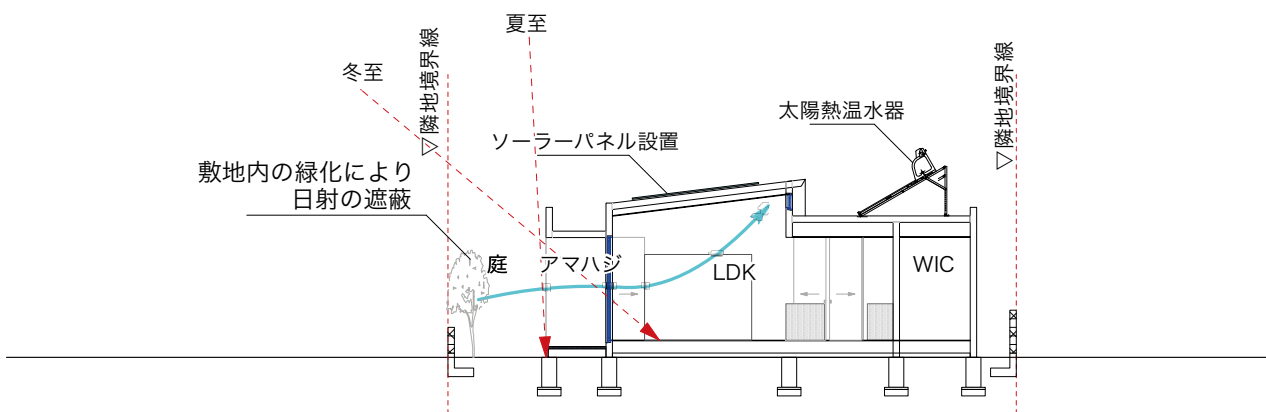 夏至
冬至
▽隣地境界線
▽隣地境界線
太陽熱温水器
ソーラーパネル設置
敷地内の緑化により
日射の遮蔽
庭
アマハジ
LDK
WIC